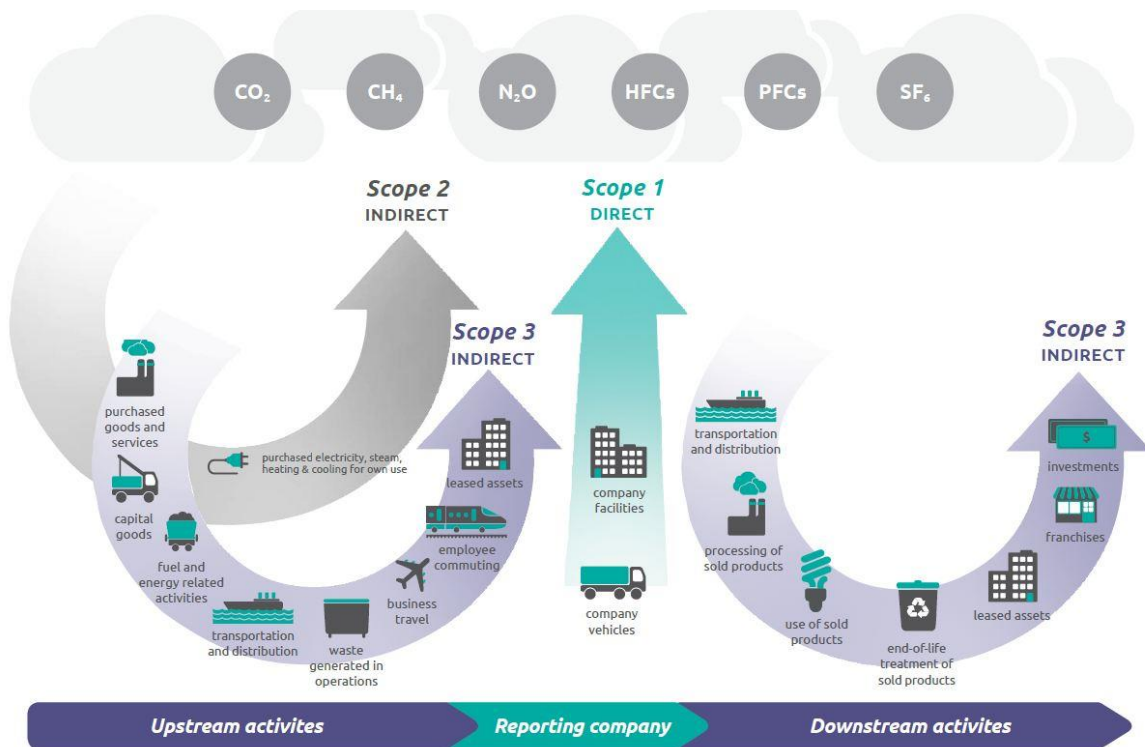 CO₂
CH₄
N₂O
HFCs
PFCs
SF₆
Scope 2
INDIRECT
Scope 1
DIRECT
Scope 3
INDIRECT
Scope 3
INDIRECT
purchased
goods and
services
purchased electricity, steam,
heating & cooling for own use
capital
goods
fuel and
energy related
activities
transportation
and distribution
waste
generated in
operations
business
travel
employee
commuting
leased assets
company
facilities
company
vehicles
transportation
and distribution
processing of
sold products
use of sold
products
end-of-life
treatment of
sold products
leased assets
franchises
$
investments
Upstream activites
Reporting company
Downstream activites